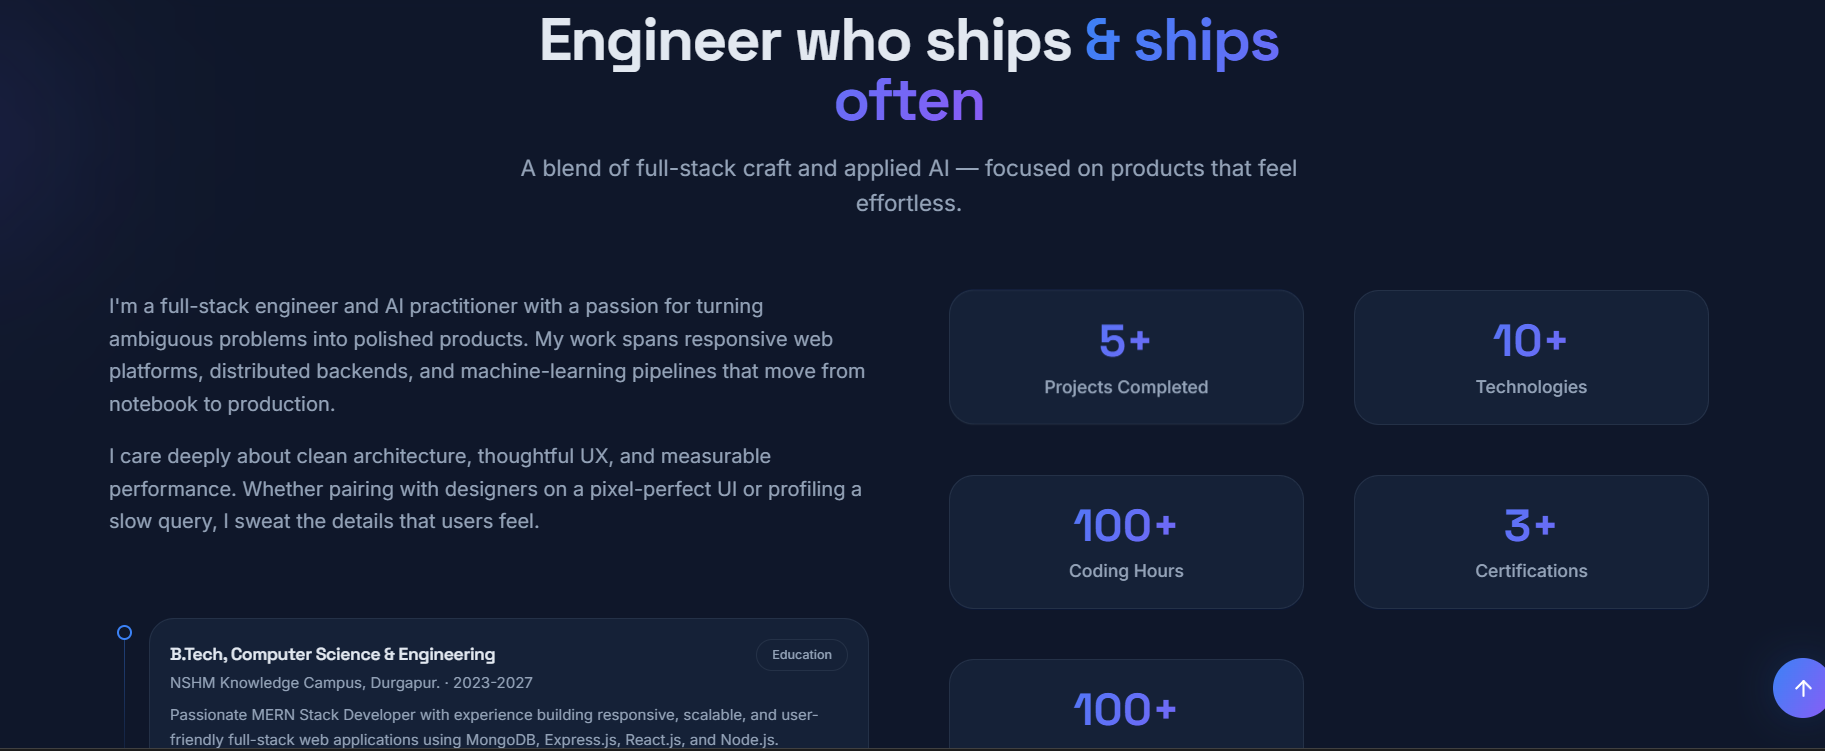 Engineer who ships & ships
often
A blend of full-stack craft and applied AI — focused on products that feel
effortless.
I'm a full-stack engineer and AI practitioner with a passion for turning
ambiguous problems into polished products. My work spans responsive web
platforms, distributed backends, and machine-learning pipelines that move from
notebook to production.
I care deeply about clean architecture, thoughtful UX, and measurable
performance. Whether pairing with designers on a pixel-perfect UI or profiling a
slow query, I sweat the details that users feel.
B.Tech, Computer Science & Engineering
Education
NSHM Knowledge Campus, Durgapur. · 2023-2027
Passionate MERN Stack Developer with experience building responsive, scalable, and user-
friendly full-stack web applications using MongoDB, Express.js, React.js, and Node.js.
5+
Projects Completed
10+
Technologies
100+
Coding Hours
3+
Certifications
100+